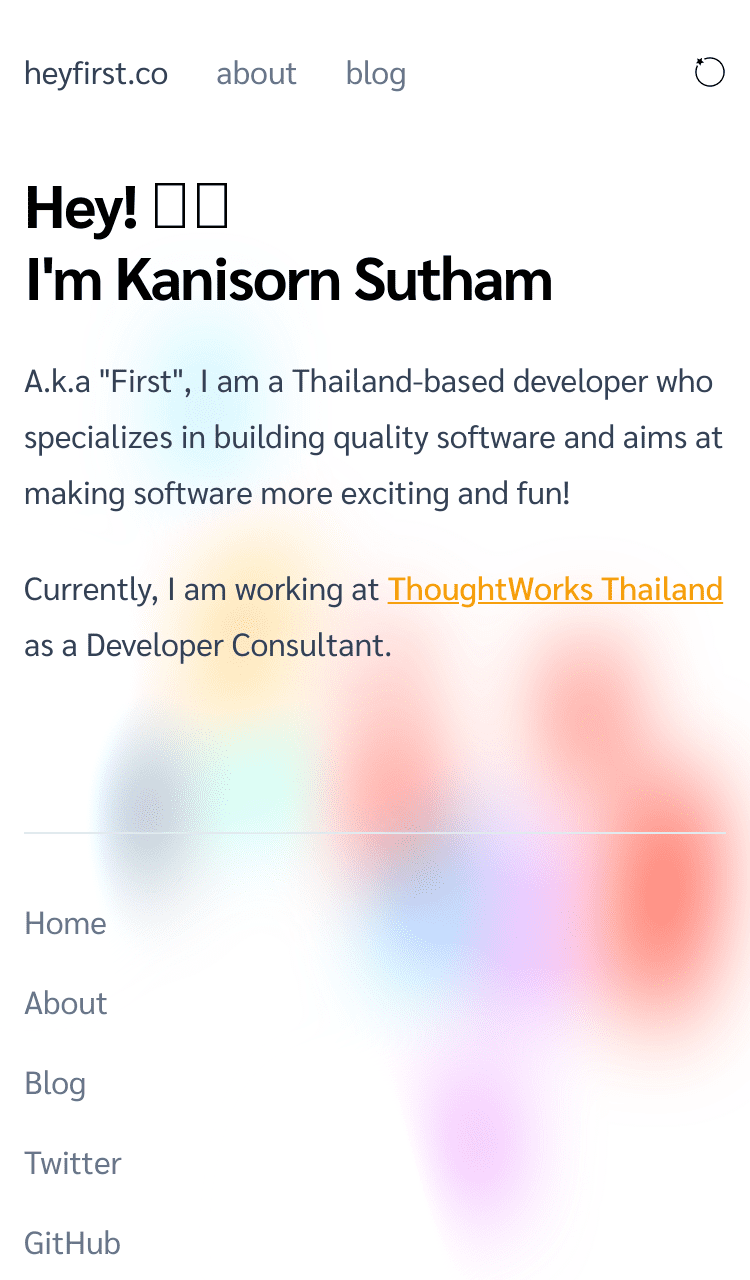 heyfirst.co about blog
Hey!
I'm Kanisorn Sutham
A.k.a "First", I am a Thailand-based developer who
specializes in building quality software and aims at
making software more exciting and fun!
Currently, I am working at ThoughtWorks Thailand
as a Developer Consultant.
Home
About
Blog
Twitter
GitHub